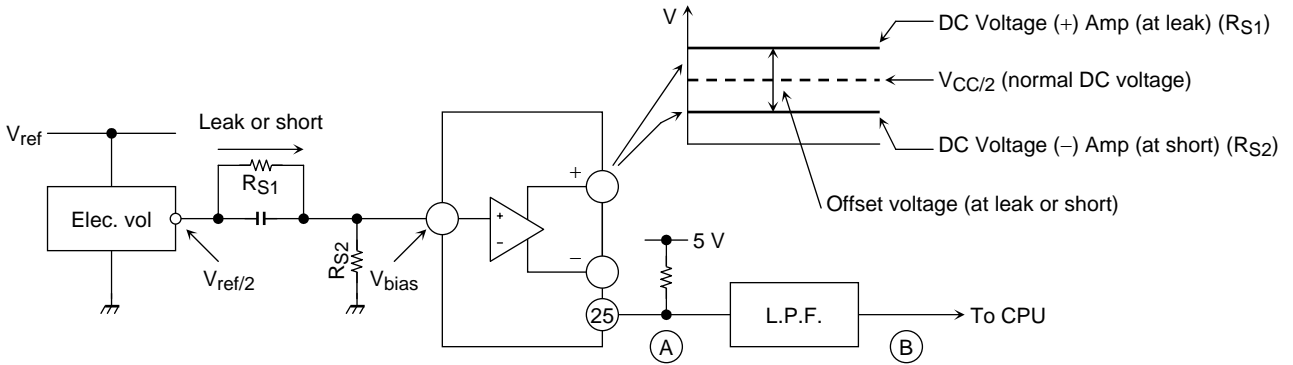 V
DC Voltage (+) Amp (at leak) (RS1)
VCC/2 (normal DC voltage)
DC Voltage (−) Amp (at short) (RS2)
Offset voltage (at leak or short)
Leak or short
Vref
RS1
Elec. vol
Vref/2
RS2
Vbias
+
−
+
−
5 V
25
L.P.F.
To CPU
A
B